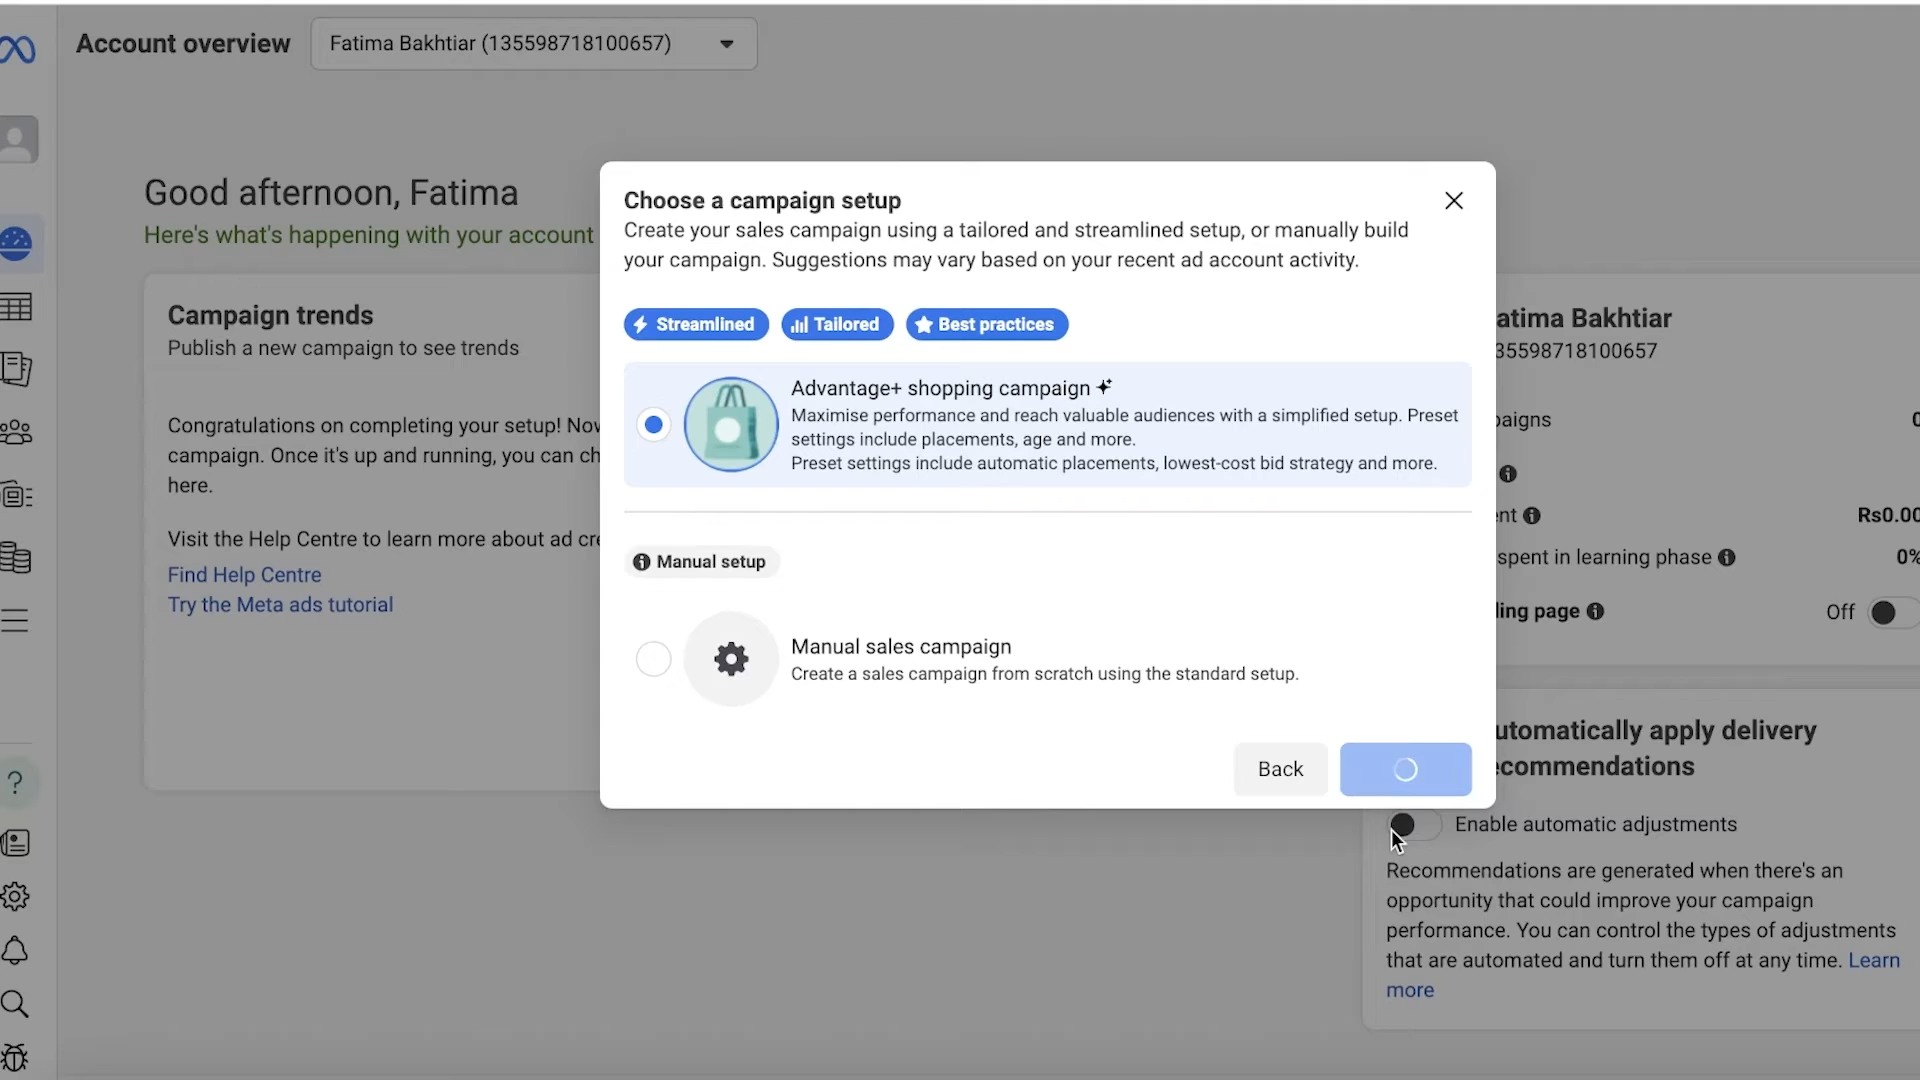 Account overview
Fatima Bakhtiar (135598718100657)
Good afternoon, Fatima
Here's what's happening with your account
Campaign trends
Publish a new campaign to see trends
Congratulations on completing your setup! Nov
campaign. Once it's up and running, you can ch
here.
Visit the Help Centre to learn more about ad cre
Find Help Centre
Try the Meta ads tutorial
Choose a campaign setup
Create your sales campaign using a tailored and streamlined setup, or manually build
your campaign. Suggestions may vary based on your recent ad account activity.
Streamlined
Tailored
Best practices
Advantage+ shopping campaign
Maximise performance and reach valuable audiences with a simplified setup. Preset
settings include placements, age and more.
Preset settings include automatic placements, lowest-cost bid strategy and more.
Manual setup
Manual sales campaign
Create a sales campaign from scratch using the standard setup.
Back
atima Bakhtiar
35598718100657
paigns 0
ent Rs0.00
spent in learning phase 0%
ding page Off
utomatically apply delivery
ecommendations
Enable automatic adjustments
Recommendations are generated when there's an
opportunity that could improve your campaign
performance. You can control the types of adjustments
that are automated and turn them off at any time. Learn
more